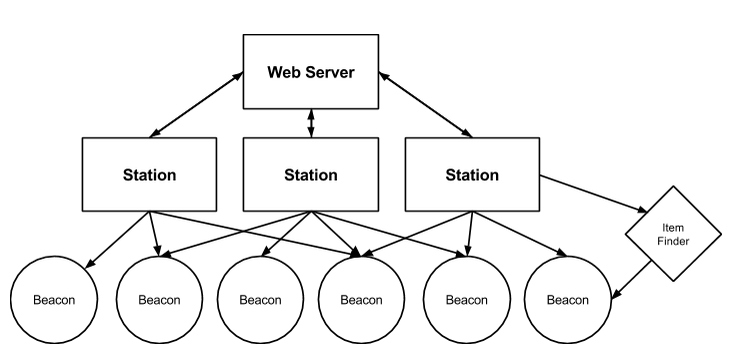 Web Server
Station
Station
Station
Item
Finder
Beacon
Beacon
Beacon
Beacon
Beacon
Beacon